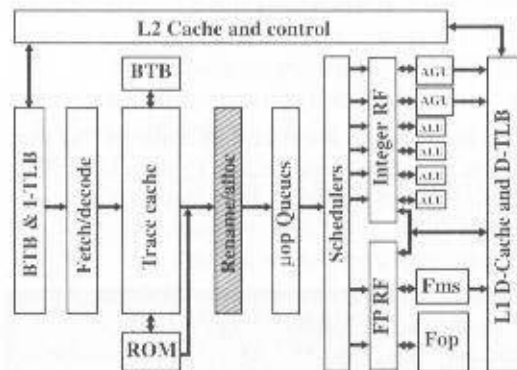 L2 Cache and control
BTB
BTB & I-TLB
Fetch/decode
Trace cache
Rename/alloc
µop Queues
Schedulers
Integer RF
FP RF
AGU
AGU
ALU
ALU
ALU
ALU
Fms
Fop
L1 D-Cache and D-TLB
ROM